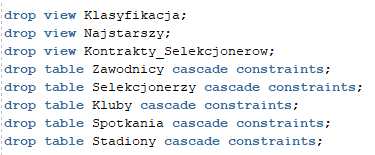 drop view Klasyfikacja;
drop view Najstarszy;
drop view Kontrakty_Selekcjonerow;
drop table Zawodnicy cascade constraints;
drop table Selekcjonerzy cascade constraints;
drop table Kluby cascade constraints;
drop table Spotkania cascade constraints;
drop table Stadiony cascade constraints;